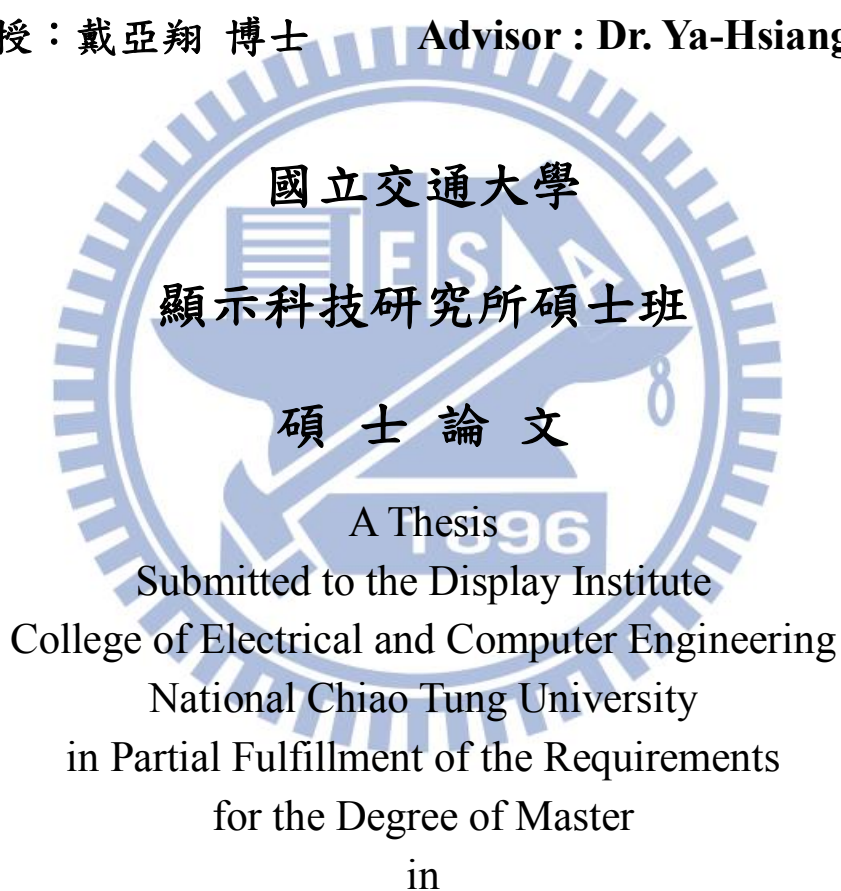 授：戴亞翔 博士 Advisor : Dr. Ya-Hsiang
國立交通大學
ESA
顯示科技研究所碩士班
8
碩 士 論 文
A Thesis
1896
Submitted to the Display Institute
College of Electrical and Computer Engineering
National Chiao Tung University
in Partial Fulfillment of the Requirements
for the Degree of Master
in